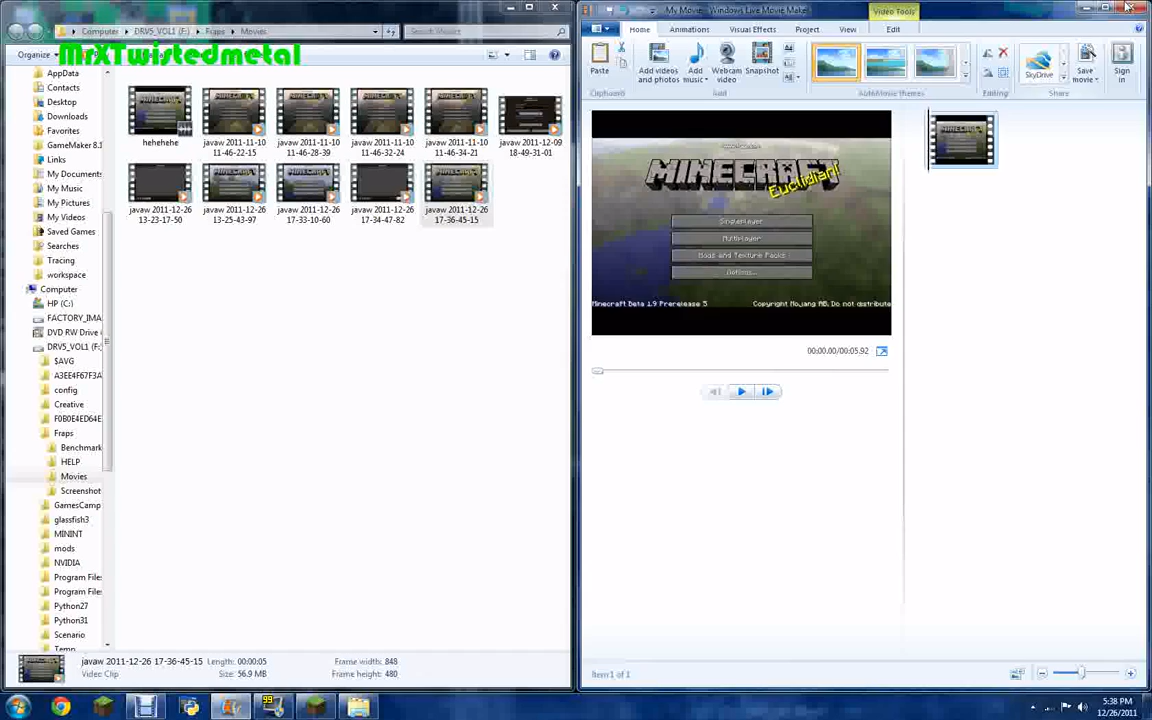 Computer ▸ DRV5_VOL1 (F:) ▸ Fraps ▸ Movies
Search Movies
MrXTwistedmetal
Organize
AppData
Contacts
Desktop
Downloads
Favorites
GameMaker 8.1
Links
My Documents
My Music
My Pictures
My Videos
Saved Games
Searches
Tracing
workspace
Computer
HP (C:)
FACTORY_IMA
DVD RW Drive
DRV5_VOL1 (F:)
$AVG
A3EE4F67F3A
config
Creative
F0B0E4ED64E
Fraps
Benchmark
HELP
Movies
Screenshot
GamesCamp
glassfish3
MININT
mods
NVIDIA
Program Files
Program Files
Python27
Python31
Scenario
Temp
hehehehe
javaw 2011-11-10 11-46-22-15
javaw 2011-11-10 11-46-28-39
javaw 2011-11-10 11-46-32-24
javaw 2011-11-10 11-46-34-21
javaw 2011-12-09 18-49-31-01
javaw 2011-12-26 13-23-17-50
javaw 2011-12-26 13-25-43-97
javaw 2011-12-26 17-33-10-60
javaw 2011-12-26 17-34-47-82
javaw 2011-12-26 17-36-45-15
javaw 2011-12-26 17-36-45-15 Length: 00:00:05 Frame width: 848
Video Clip Size: 56.9 MB Frame height: 480
My Movie - Windows Live Movie Maker
Video Tools
Home Animations Visual Effects Project View Edit
Paste
Add videos and photos
Add music
Webcam video
Snapshot
SkyDrive
Save movie
Sign in
Clipboard Add AutoMovie themes Editing Share
MINECRAFT
Euclidian!
Singleplayer
Multiplayer
Mods and Texture Packs
Options...
Minecraft Beta 1.9 Prerelease 5 Copyright Mojang AB. Do not distribute
00:00.00/00:05.92
Item 1 of 1
99
5:38 PM
12/26/2011